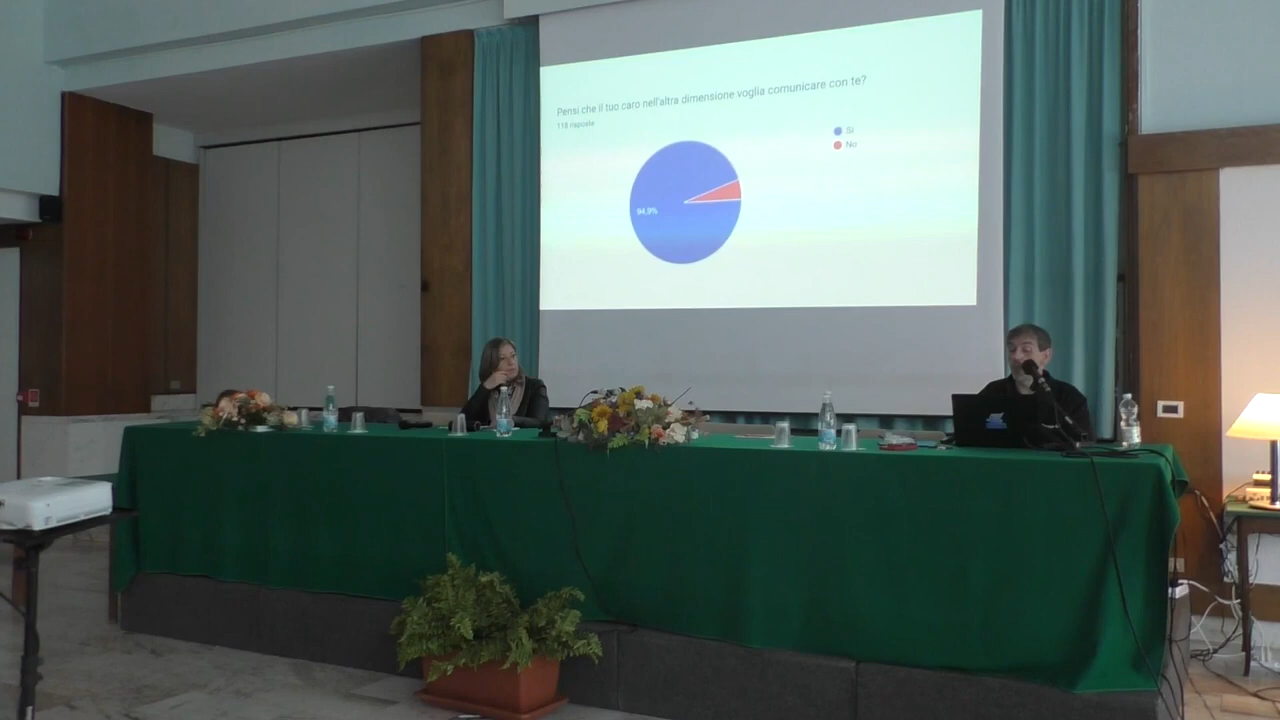 Pensi che il tuo caro nell'altra dimensione voglia comunicare con te?
118 risposte
Sì
No
94,9%